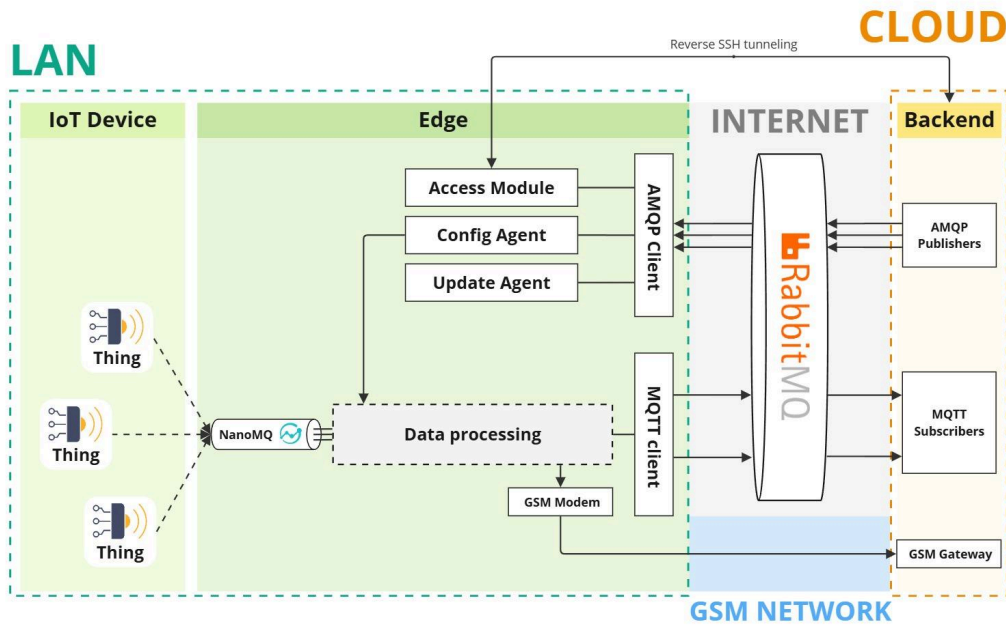 CLOUD
Reverse SSH tunneling
LAN
IoT Device
Edge
INTERNET
Backend
Access Module
Config Agent
Update Agent
AMQP Client
RabbitMQ
AMQP
Publishers
Thing
Thing
Thing
NanoMQ
Data processing
MQTT client
MQTT
Subscribers
GSM Modem
GSM Gateway
GSM NETWORK